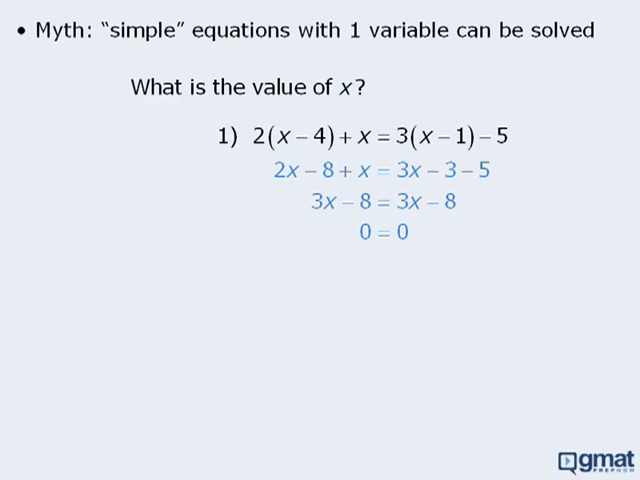 • Myth: “simple” equations with 1 variable can be solved
What is the value of x?
1) 2(x – 4) + x = 3(x – 1) – 5
2x – 8 + x = 3x – 3 – 5
3x – 8 = 3x – 8
0 = 0
gmat
PREPNOW